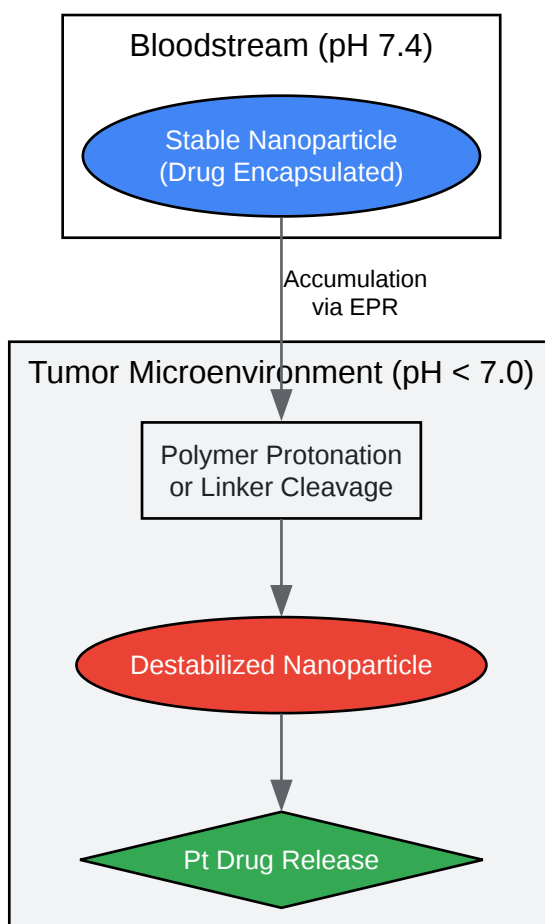 Bloodstream (pH 7.4)
Stable Nanoparticle
(Drug Encapsulated)
Accumulation
via EPR
Tumor Microenvironment (pH < 7.0)
Polymer Protonation
or Linker Cleavage
Destabilized Nanoparticle
Pt Drug Release